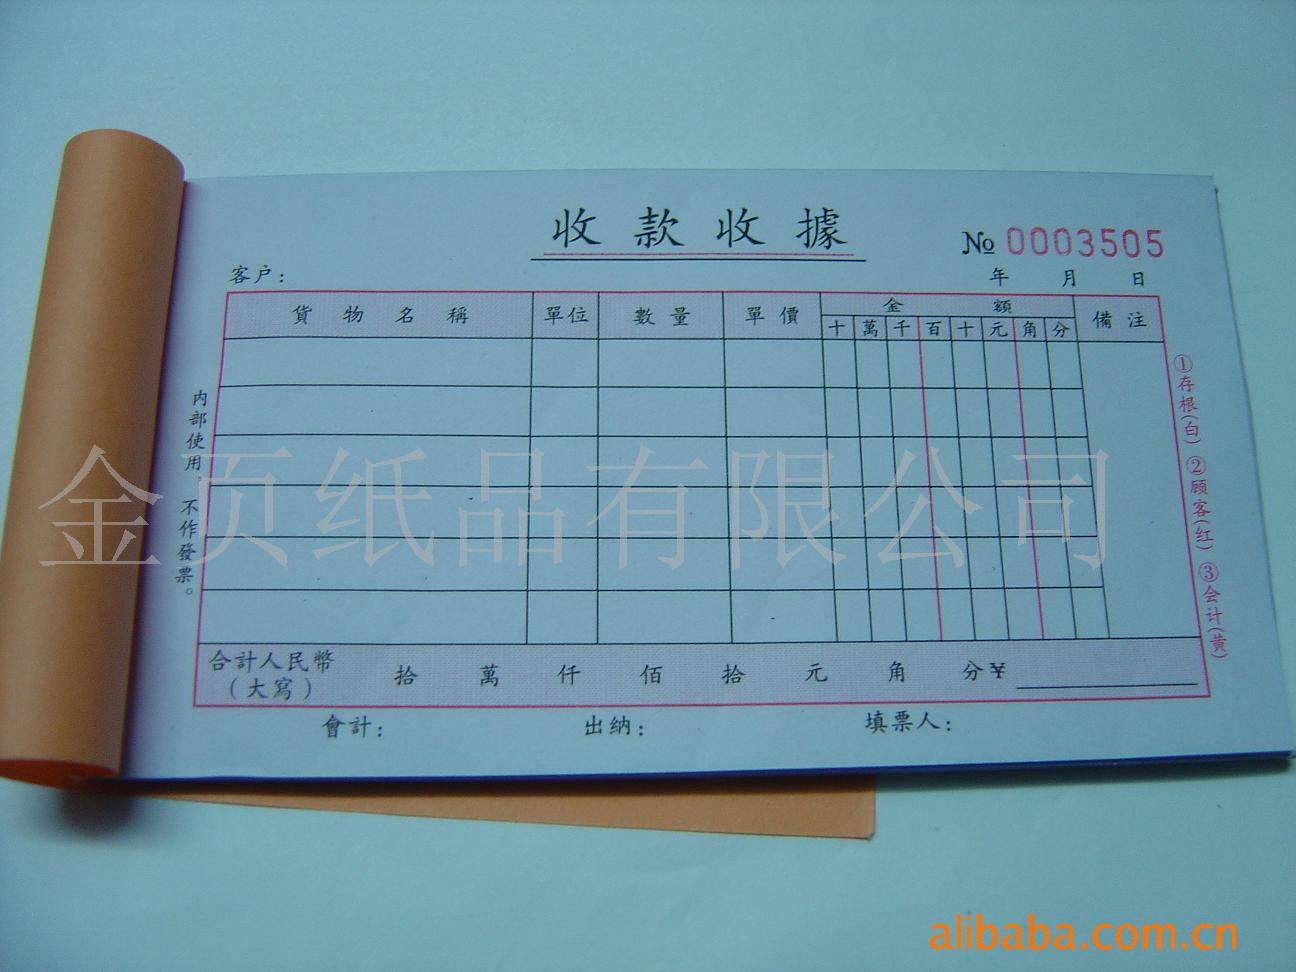 收款收據
№ 0003505
客户：
年 月 日
貨物名稱 單位 數量 單價 金額 備注
十 萬 千 百 十 元 角 分
内部使用，不作發票。
①存根(白) ②顾客(红) ③会计(黄)
金页纸品有限公司
合計人民幣 拾 萬 仟 佰 拾 元 角 分¥
（大寫）
會計： 出纳： 填票人：
alibaba.com.cn